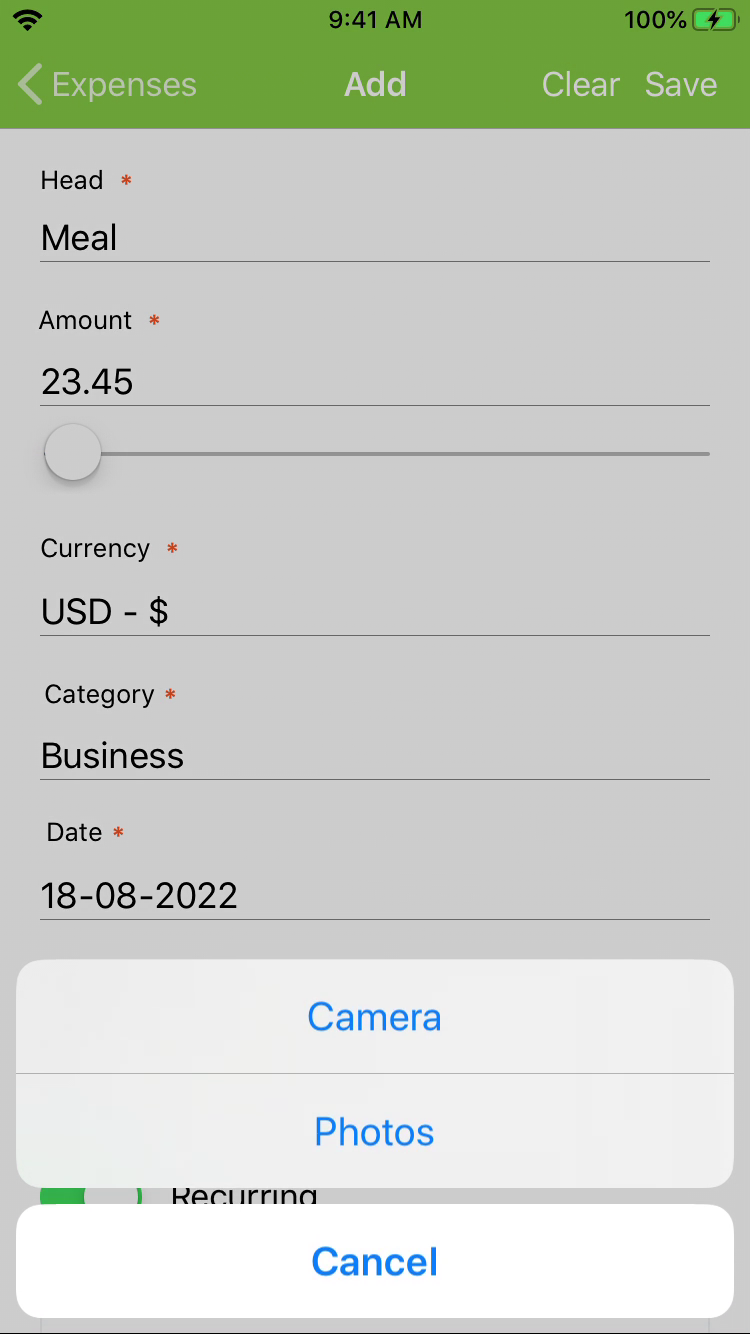 9:41 AM 100%
Expenses Add Clear Save
Head *
Meal
Amount *
23.45
Currency *
USD - $
Category *
Business
Date *
18-08-2022
Camera
Photos
Recurring
Cancel